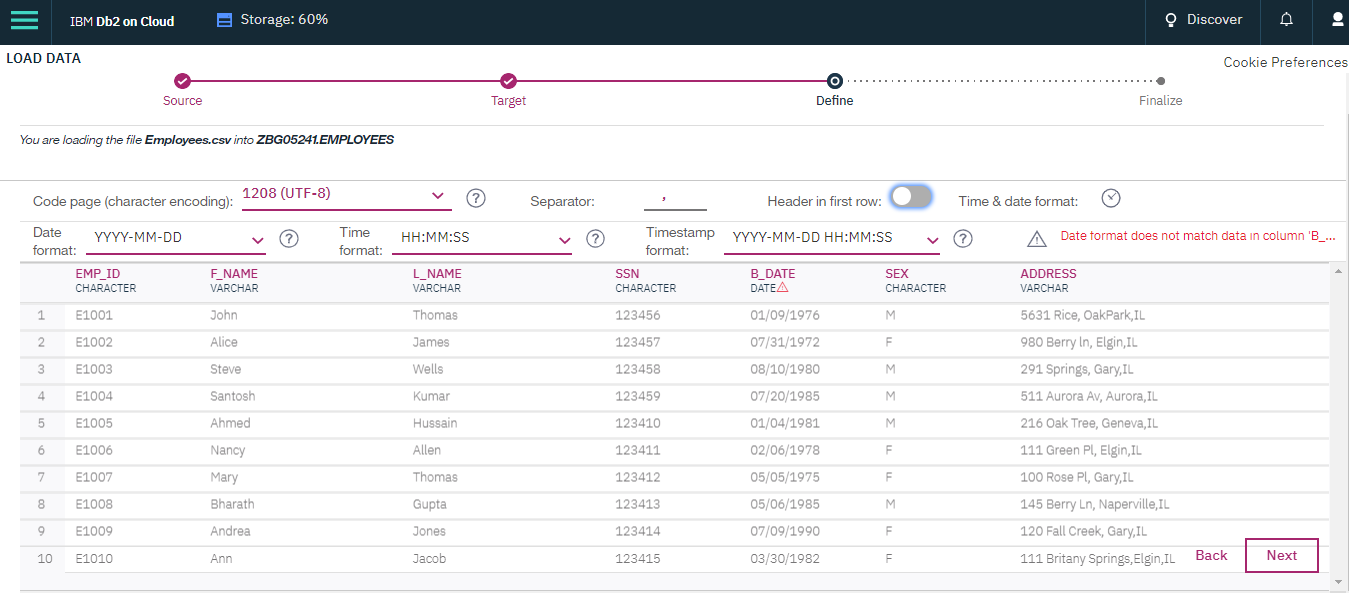 IBM Db2 on Cloud Storage: 60% Discover
LOAD DATA
Cookie Preferences
Source Target Define Finalize
You are loading the file Employees.csv into ZBG05241.EMPLOYEES
Code page (character encoding): 1208 (UTF-8) ? Separator: , Header in first row: Time & date format:
Date format: YYYY-MM-DD ? Time format: HH:MM:SS ? Timestamp format: YYYY-MM-DD HH:MM:SS ? Date format does not match data in column 'B_...
EMP_ID F_NAME L_NAME SSN B_DATE SEX ADDRESS
CHARACTER VARCHAR VARCHAR CHARACTER DATE CHARACTER VARCHAR
1 E1001 John Thomas 123456 01/09/1976 M 5631 Rice, OakPark,IL
2 E1002 Alice James 123457 07/31/1972 F 980 Berry ln, Elgin,IL
3 E1003 Steve Wells 123458 08/10/1980 M 291 Springs, Gary,IL
4 E1004 Santosh Kumar 123459 07/20/1985 M 511 Aurora Av, Aurora,IL
5 E1005 Ahmed Hussain 123410 01/04/1981 M 216 Oak Tree, Geneva,IL
6 E1006 Nancy Allen 123411 02/06/1978 F 111 Green Pl, Elgin,IL
7 E1007 Mary Thomas 123412 05/05/1975 F 100 Rose Pl, Gary,IL
8 E1008 Bharath Gupta 123413 05/06/1985 M 145 Berry Ln, Naperville,IL
9 E1009 Andrea Jones 123414 07/09/1990 F 120 Fall Creek, Gary,IL
10 E1010 Ann Jacob 123415 03/30/1982 F 111 Britany Springs,Elgin,IL
Back Next